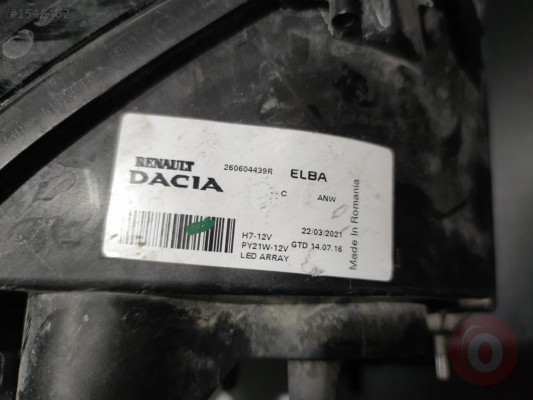 RENAULT 260604439R ELBA
DACIA C ANW
H7-12V 22/03/2021
PY21W-12V GTD 14.07.16
LED ARRAY
Made In Romania